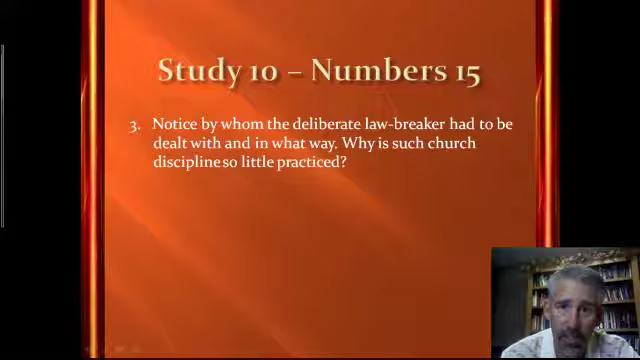 Study 10 – Numbers 15
3. Notice by whom the deliberate law-breaker had to be
dealt with and in what way. Why is such church
discipline so little practiced?